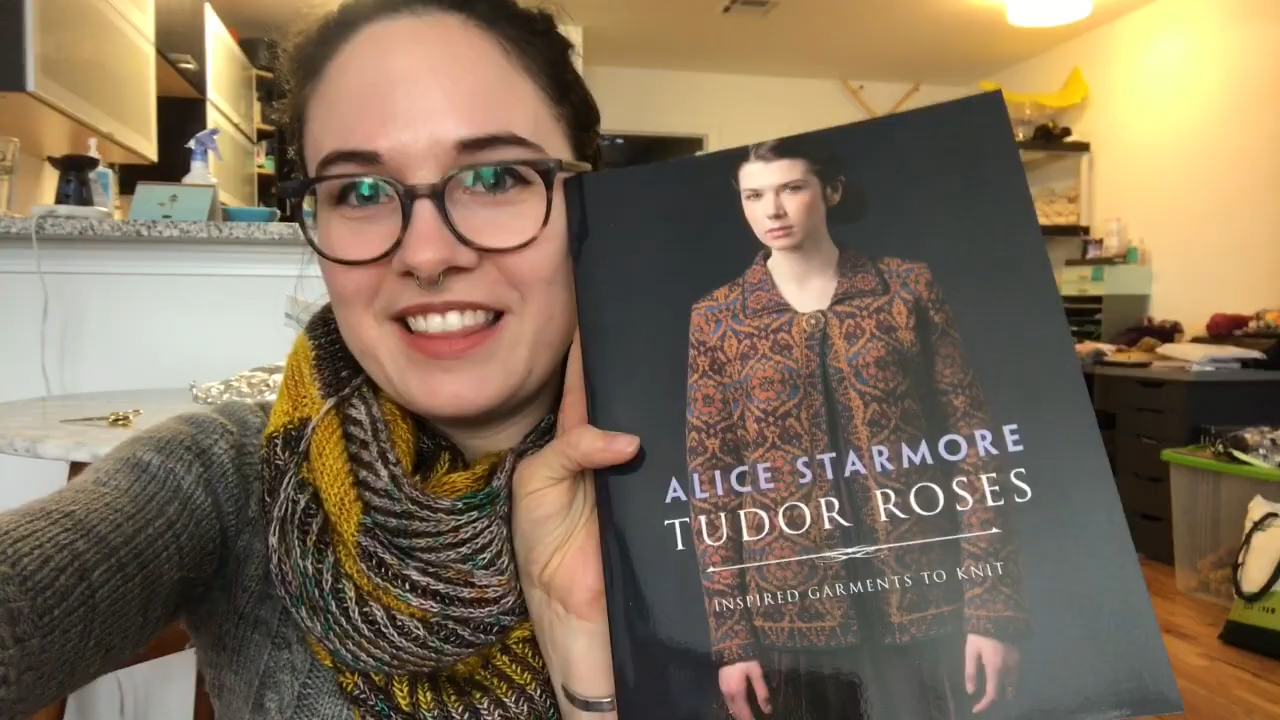 ALICE STARMORE
TUDOR ROSES
INSPIRED GARMENTS TO KNIT